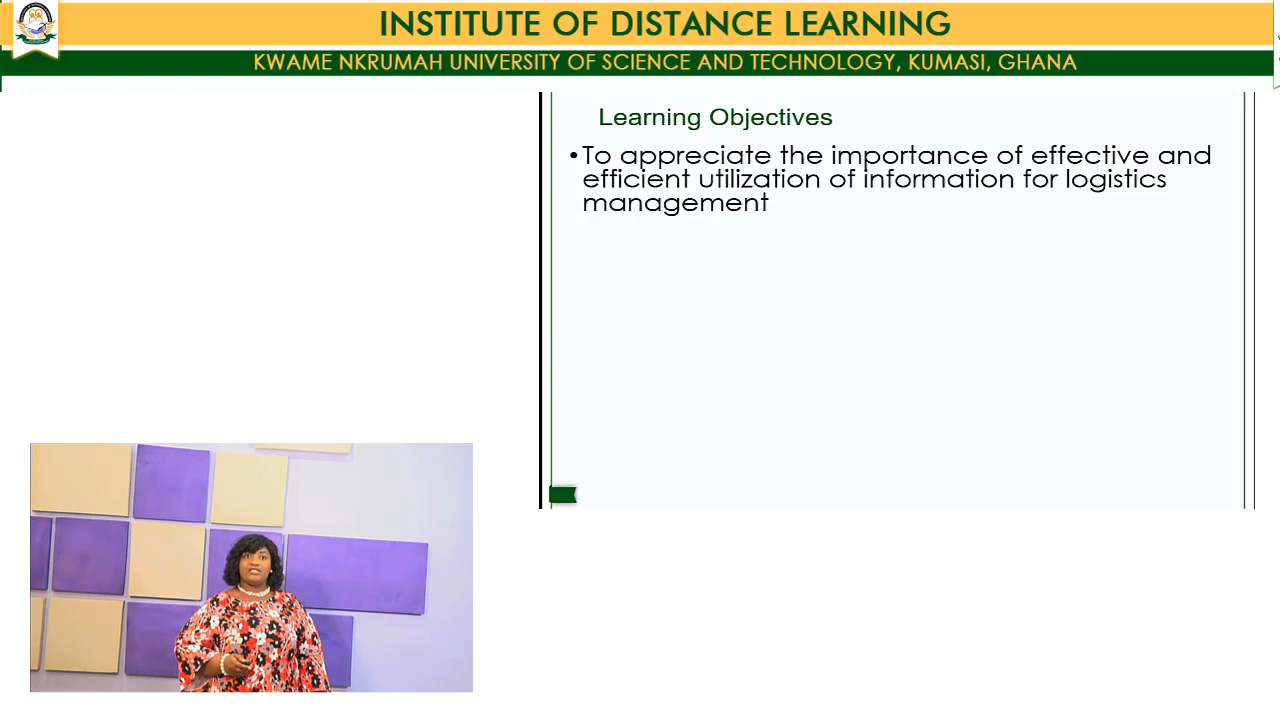 INSTITUTE OF DISTANCE LEARNING
KWAME NKRUMAH UNIVERSITY OF SCIENCE AND TECHNOLOGY, KUMASI, GHANA
Learning Objectives
•To appreciate the importance of effective and
efficient utilization of information for logistics
management